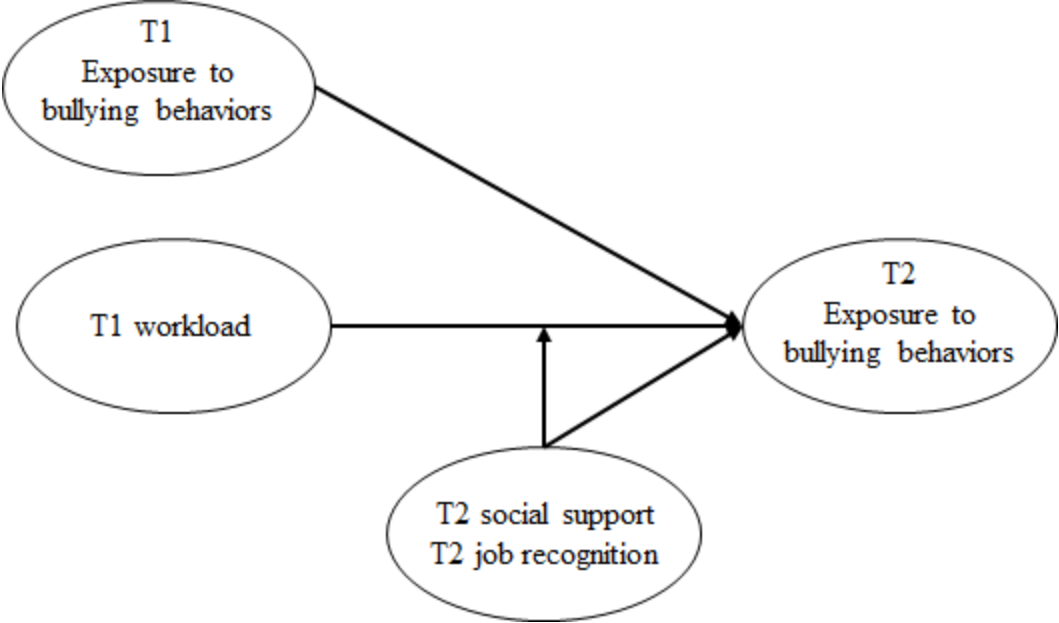 T1
Exposure to
bullying behaviors
T1 workload
T2
Exposure to
bullying behaviors
T2 social support
T2 job recognition